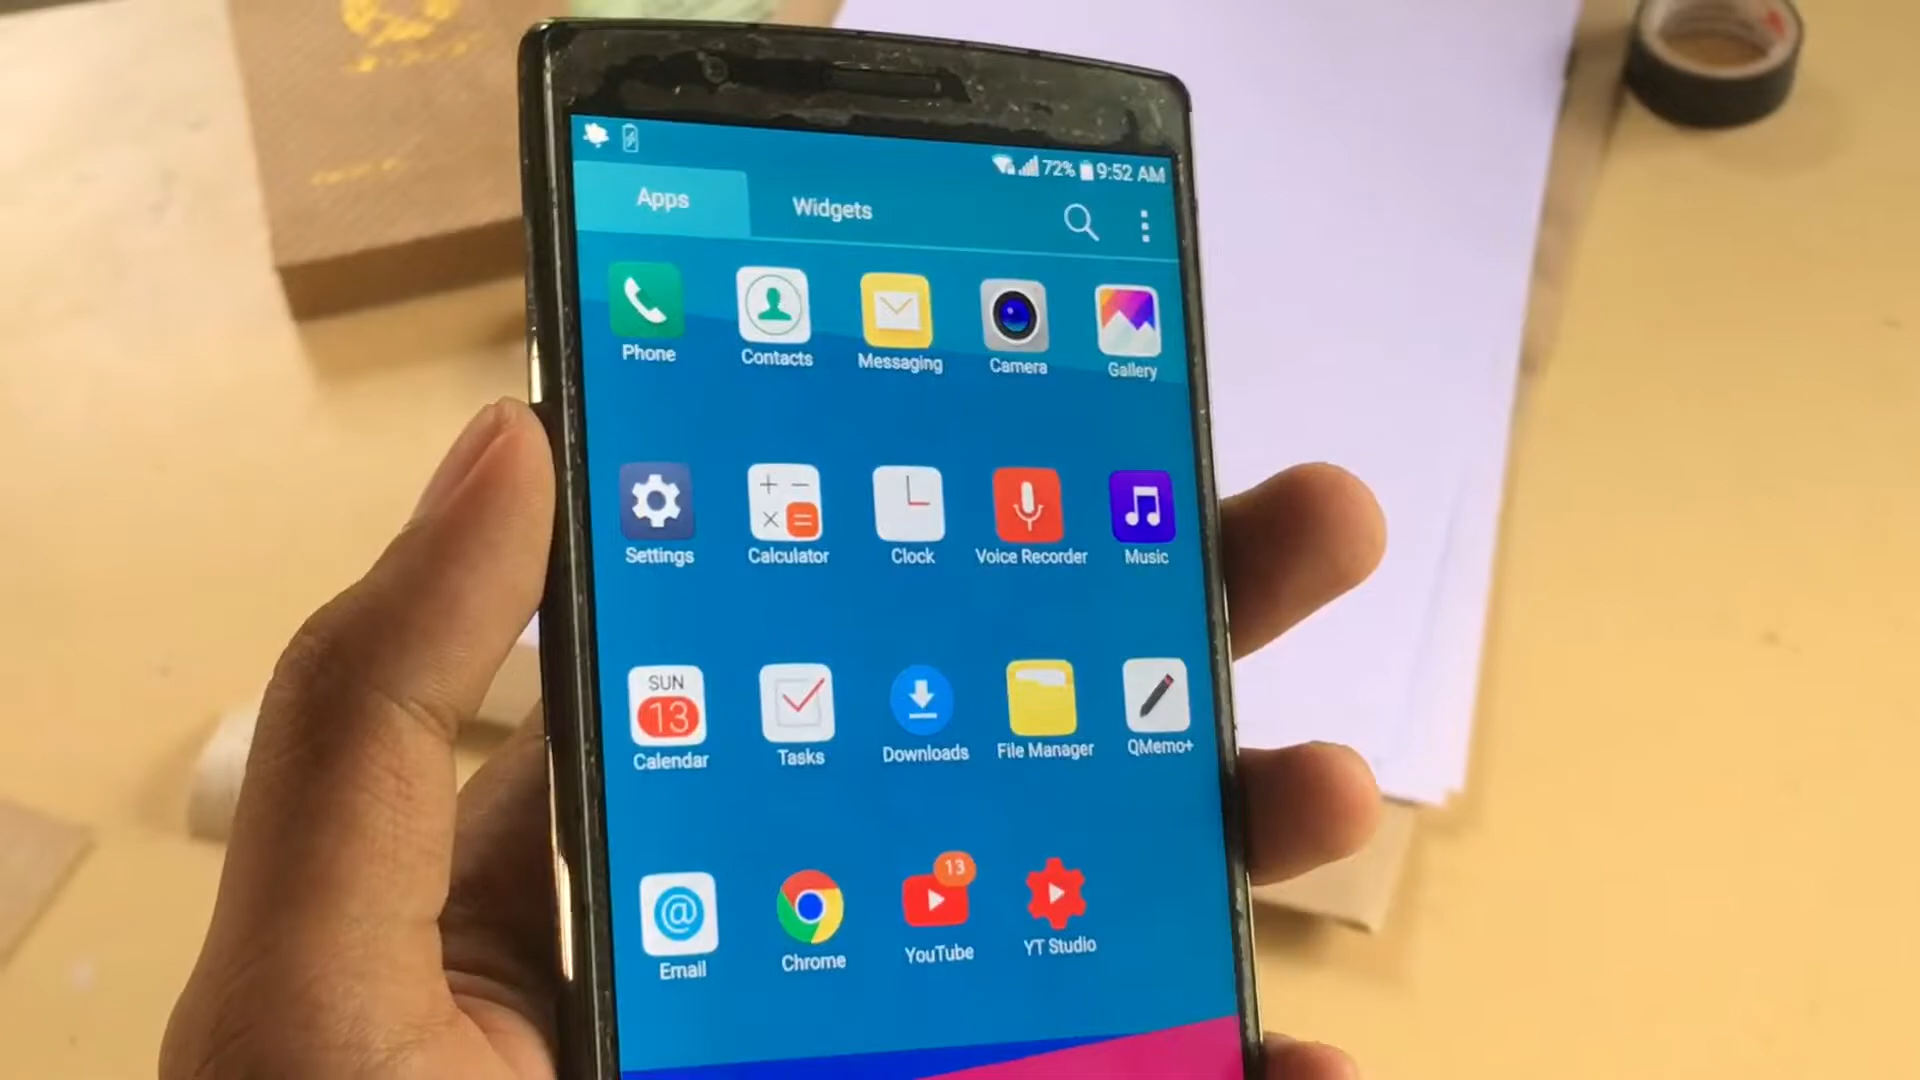 72% 9:52 AM
Apps Widgets
Phone Contacts Messaging Camera Gallery
Settings Calculator Clock Voice Recorder Music
SUN
13
Calendar Tasks Downloads File Manager QMemo+
13
Email Chrome YouTube YT Studio